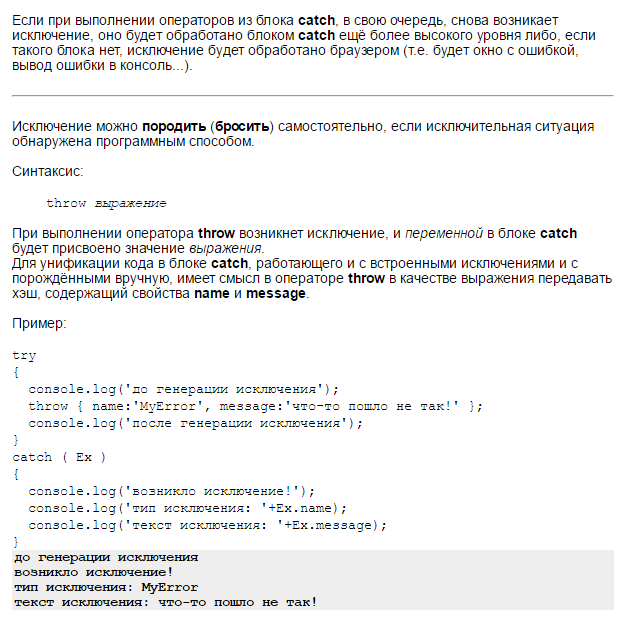 Если при выполнении операторов из блока catch, в свою очередь, снова возникает
исключение, оно будет обработано блоком catch ещё более высокого уровня либо, если
такого блока нет, исключение будет обработано браузером (т.е. будет окно с ошибкой,
вывод ошибки в консоль...).
Исключение можно породить (бросить) самостоятельно, если исключительная ситуация
обнаружена программным способом.
Синтаксис:
throw выражение
При выполнении оператора throw возникнет исключение, и переменной в блоке catch
будет присвоено значение выражения.
Для унификации кода в блоке catch, работающего и с встроенными исключениями и с
порождёнными вручную, имеет смысл в операторе throw в качестве выражения передавать
хэш, содержащий свойства name и message.
Пример:
try
{
  console.log('до генерации исключения');
  throw { name:'MyError', message:'что-то пошло не так!' };
  console.log('после генерации исключения');
}
catch ( Ex )
{
  console.log('возникло исключение!');
  console.log('тип исключения: '+Ex.name);
  console.log('текст исключения: '+Ex.message);
}
до генерации исключения
возникло исключение!
тип исключения: MyError
текст исключения: что-то пошло не так!